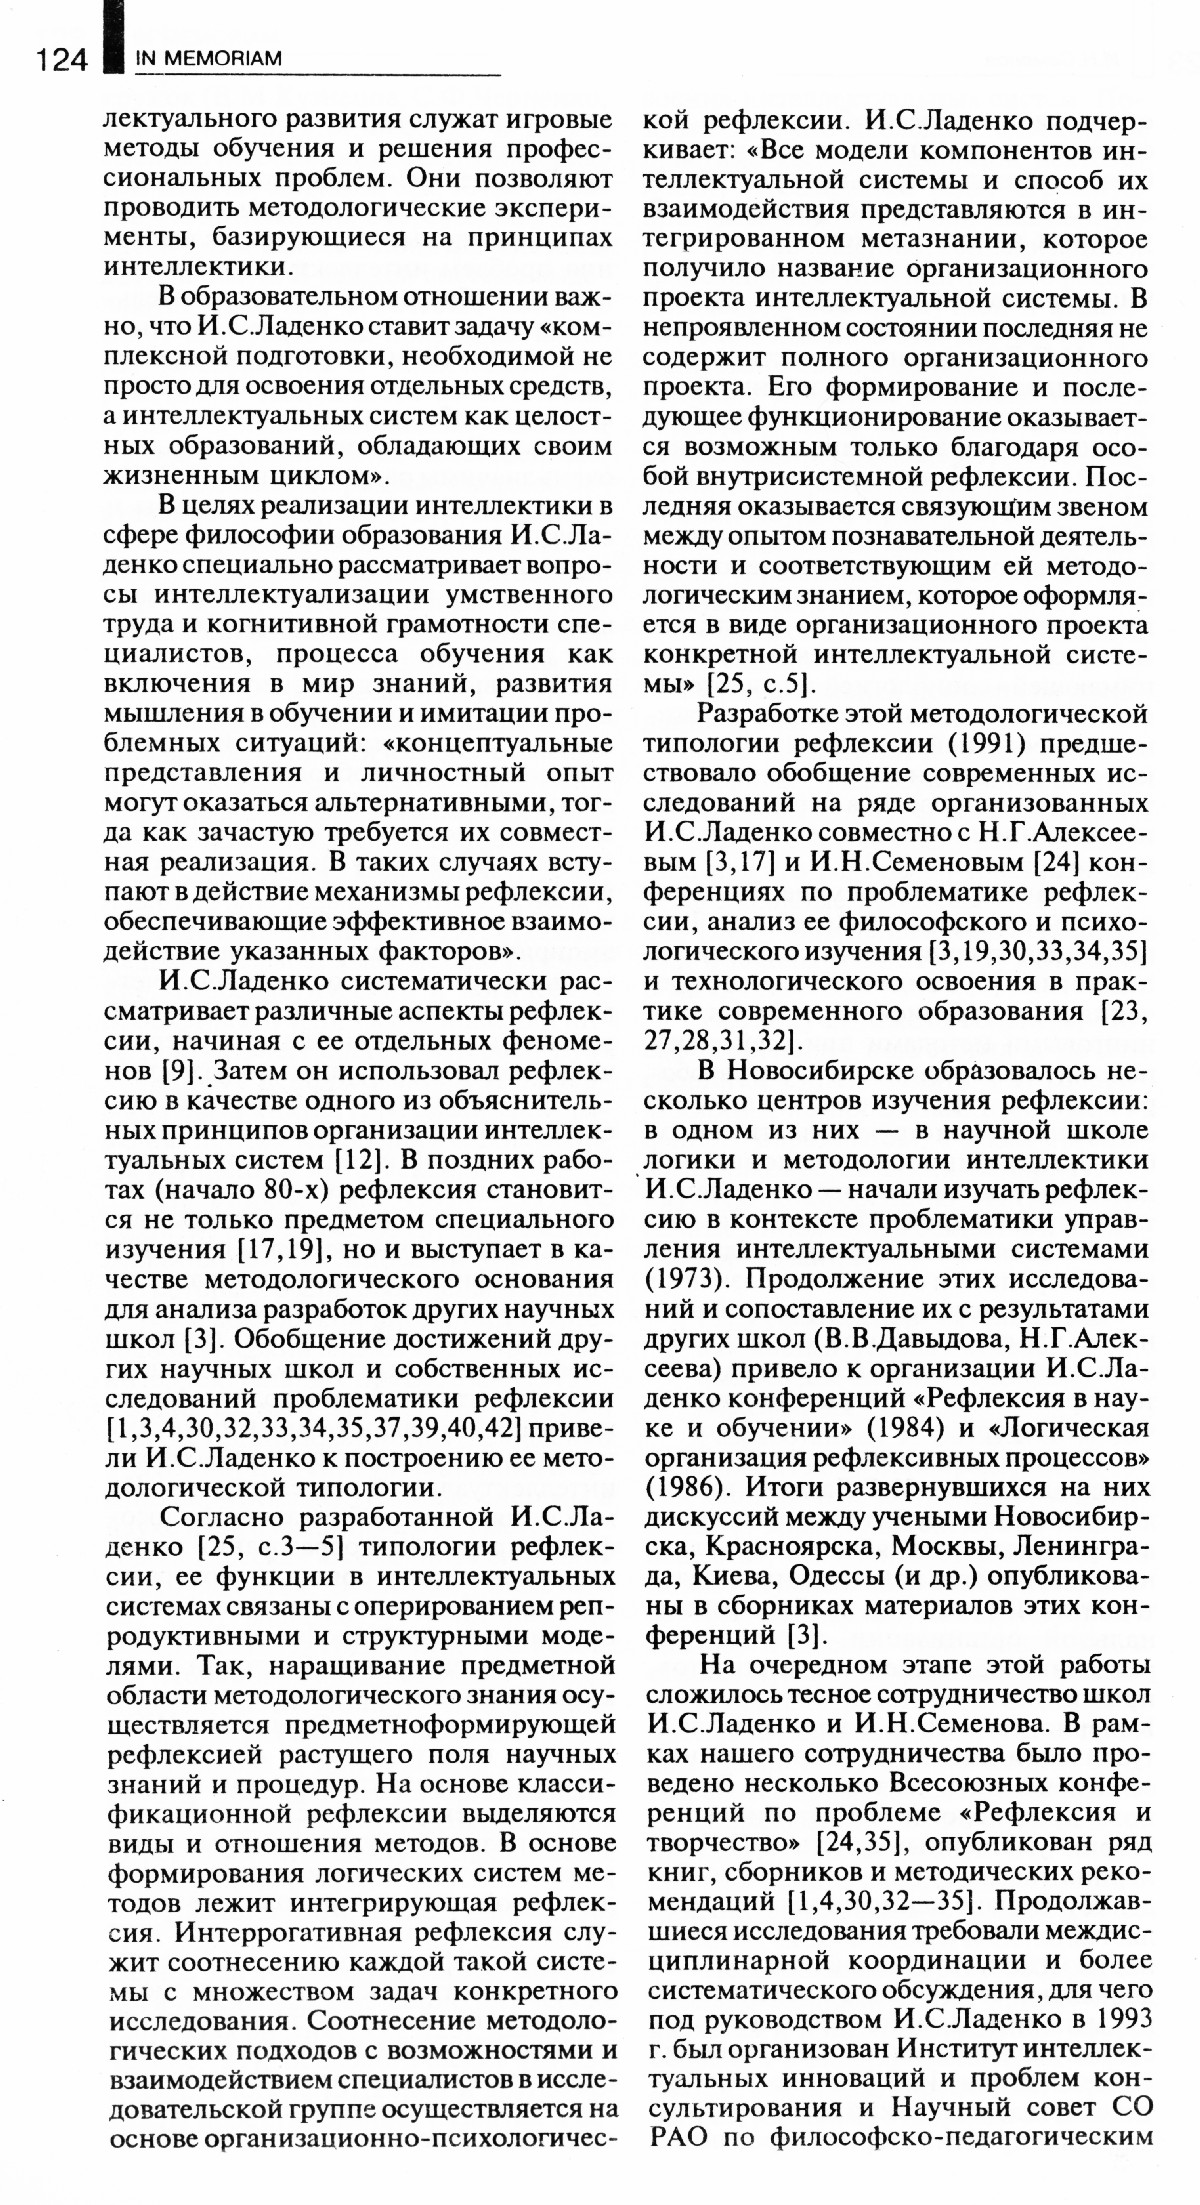 124 IN MEMORIAM
лектуального развития служат игровые
методы обучения и решения профес-
сиональных проблем. Они позволяют
проводить методологические экспери-
менты, базирующиеся на принципах
интеллектики.
В образовательном отношении важ-
но, что И.С.Ладенко ставит задачу «ком-
плексной подготовки, необходимой не
просто для освоения отдельных средств,
а интеллектуальных систем как целост-
ных образований, обладающих своим
жизненным циклом».
В целях реализации интеллектики в
сфере философии образования И.С.Ла-
денко специально рассматривает вопро-
сы интеллектуализации умственного
труда и когнитивной грамотности спе-
циалистов, процесса обучения как
включения в мир знаний, развития
мышления в обучении и имитации про-
блемных ситуаций: «концептуальные
представления и личностный опыт
могут оказаться альтернативными, тог-
да как зачастую требуется их совмест-
ная реализация. В таких случаях всту-
пают в действие механизмы рефлексии,
обеспечивающие эффективное взаимо-
действие указанных факторов».
И.С.Ладенко систематически рас-
сматривает различные аспекты рефлек-
сии, начиная с ее отдельных феноме-
нов [9]. Затем он использовал рефлек-
сию в качестве одного из объяснитель-
ных принципов организации интеллек-
туальных систем [12]. В поздних рабо-
тах (начало 80-х) рефлексия становит-
ся не только предметом специального
изучения [17,19], но и выступает в ка-
честве методологического основания
для анализа разработок других научных
школ [3]. Обобщение достижений дру-
гих научных школ и собственных ис-
следований проблематики рефлексии
[1,3,4,30,32,33,34,35,37,39,40,42] приве-
ли И.С.Ладенко к построению ее мето-
дологической типологии.
Согласно разработанной И.С.Ла-
денко [25, с.3—5] типологии рефлек-
сии, ее функции в интеллектуальных
системах связаны с оперированием реп-
родуктивными и структурными моде-
лями. Так, наращивание предметной
области методологического знания осу-
ществляется предметноформирующей
рефлексией растущего поля научных
знаний и процедур. На основе класси-
фикационной рефлексии выделяются
виды и отношения методов. В основе
формирования логических систем ме-
тодов лежит интегрирующая рефлек-
сия. Интеррогативная рефлексия слу-
жит соотнесению каждой такой систе-
мы с множеством задач конкретного
исследования. Соотнесение методоло-
гических подходов с возможностями и
взаимодействием специалистов в иссле-
довательской группе осуществляется на
основе организационно-психологичес-
кой рефлексии. И.С.Ладенко подчер-
кивает: «Все модели компонентов ин-
теллектуальной системы и способ их
взаимодействия представляются в ин-
тегрированном метазнании, которое
получило название организационного
проекта интеллектуальной системы. В
непроявленном состоянии последняя не
содержит полного организационного
проекта. Его формирование и после-
дующее функционирование оказывает-
ся возможным только благодаря осо-
бой внутрисистемной рефлексии. Пос-
ледняя оказывается связующим звеном
между опытом познавательной деятель-
ности и соответствующим ей методо-
логическим знанием, которое оформля-
ется в виде организационного проекта
конкретной интеллектуальной систе-
мы» [25, с.5].
Разработке этой методологической
типологии рефлексии (1991) предше-
ствовало обобщение современных ис-
следований на ряде организованных
И.С.Ладенко совместно с Н.Г.Алексее-
вым [3,17] и И.Н.Семеновым [24] кон-
ференциях по проблематике рефлек-
сии, анализ ее философского и психо-
логического изучения [3,19,30,33,34,35]
и технологического освоения в прак-
тике современного образования [23,
27,28,31,32].
В Новосибирске образовалось не-
сколько центров изучения рефлексии:
в одном из них — в научной школе
логики и методологии интеллектики
И.С.Ладенко — начали изучать рефлек-
сию в контексте проблематики управ-
ления интеллектуальными системами
(1973). Продолжение этих исследова-
ний и сопоставление их с результатами
других школ (В.В.Давыдова, Н.Г.Алек-
сеева) привело к организации И.С.Ла-
денко конференций «Рефлексия в нау-
ке и обучении» (1984) и «Логическая
организация рефлексивных процессов»
(1986). Итоги развернувшихся на них
дискуссий между учеными Новосибир-
ска, Красноярска, Москвы, Ленингра-
да, Киева, Одессы (и др.) опубликова-
ны в сборниках материалов этих кон-
ференций [3].
На очередном этапе этой работы
сложилось тесное сотрудничество школ
И.С.Ладенко и И.Н.Семенова. В рам-
ках нашего сотрудничества было про-
ведено несколько Всесоюзных конфе-
ренций по проблеме «Рефлексия и
творчество» [24,35], опубликован ряд
книг, сборников и методических реко-
мендаций [1,4,30,32—35]. Продолжав-
шиеся исследования требовали междис-
циплинарной координации и более
систематического обсуждения, для чего
под руководством И.С.Ладенко в 1993
г. был организован Институт интеллек-
туальных инноваций и проблем кон-
сультирования и Научный совет СО
РАО по философско-педагогическим